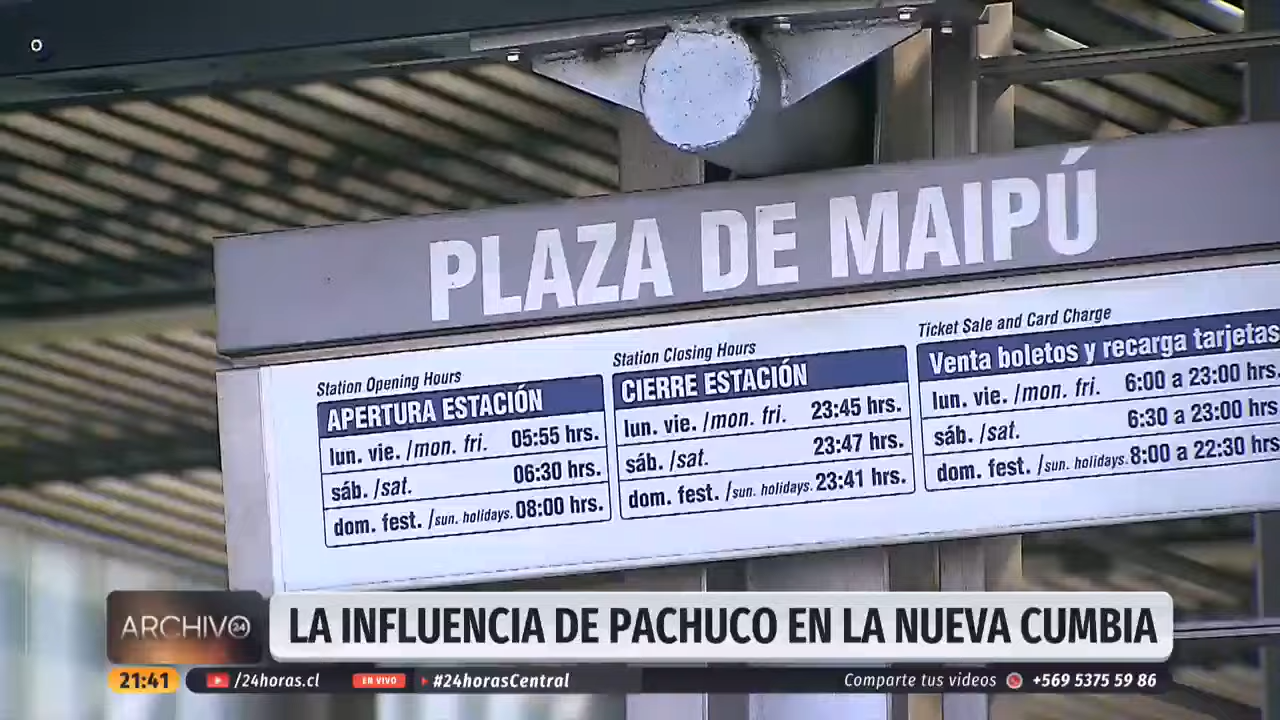 PLAZA DE MAIPÚ
Station Opening Hours
APERTURA ESTACIÓN
lun. vie. /mon. fri. 05:55 hrs.
sáb. /sat. 06:30 hrs.
dom. fest. /sun. holidays. 08:00 hrs.
Station Closing Hours
CIERRE ESTACIÓN
lun. vie. /mon. fri. 23:45 hrs.
sáb. /sat. 23:47 hrs.
dom. fest. /sun. holidays. 23:41 hrs.
Ticket Sale and Card Charge
Venta boletos y recarga tarjetas
lun. vie. /mon. fri. 6:00 a 23:00 hrs.
sáb. /sat. 6:30 a 23:00 hrs
dom. fest. /sun. holidays. 8:00 a 22:30 hrs
ARCHIVO 24
LA INFLUENCIA DE PACHUCO EN LA NUEVA CUMBIA
21:41 /24horas.cl EN VIVO #24horasCentral Comparte tus videos +569 5375 59 86